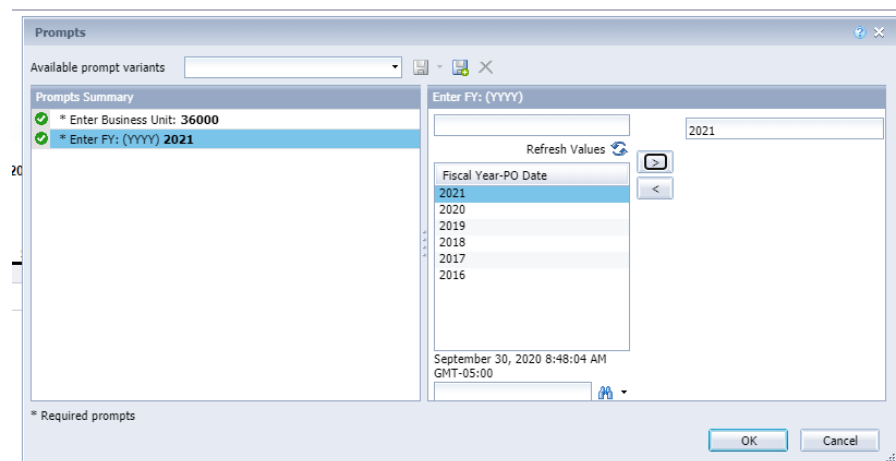 Prompts
Available prompt variants
Prompts Summary
* Enter Business Unit: 36000
* Enter FY: (YYYY) 2021
Enter FY: (YYYY)
Refresh Values
Fiscal Year-PO Date
2021
2020
2019
2018
2017
2016
September 30, 2020 8:48:04 AM
GMT-05:00
>
<
2021
* Required prompts
OK
Cancel
20